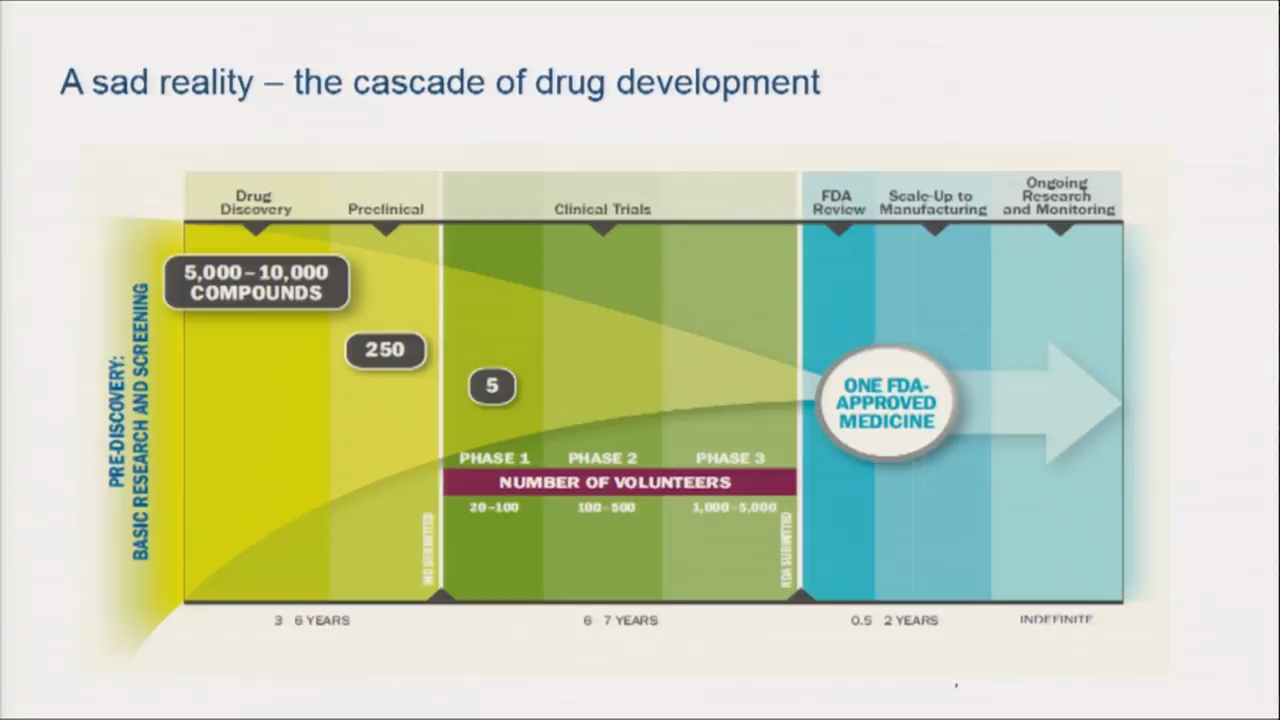 A sad reality – the cascade of drug development
Drug
Discovery
Preclinical
Clinical Trials
FDA
Review
Scale-Up to
Manufacturing
Ongoing
Research
and Monitoring
PRE-DISCOVERY:
BASIC RESEARCH AND SCREENING
5,000–10,000
COMPOUNDS
250
5
ONE FDA-
APPROVED
MEDICINE
PHASE 1
PHASE 2
PHASE 3
NUMBER OF VOLUNTEERS
20–100
100–500
1,000–5,000
IND SUBMITTED
NDA SUBMITTED
3 6 YEARS
6 7 YEARS
0.5 2 YEARS
INDEFINITE